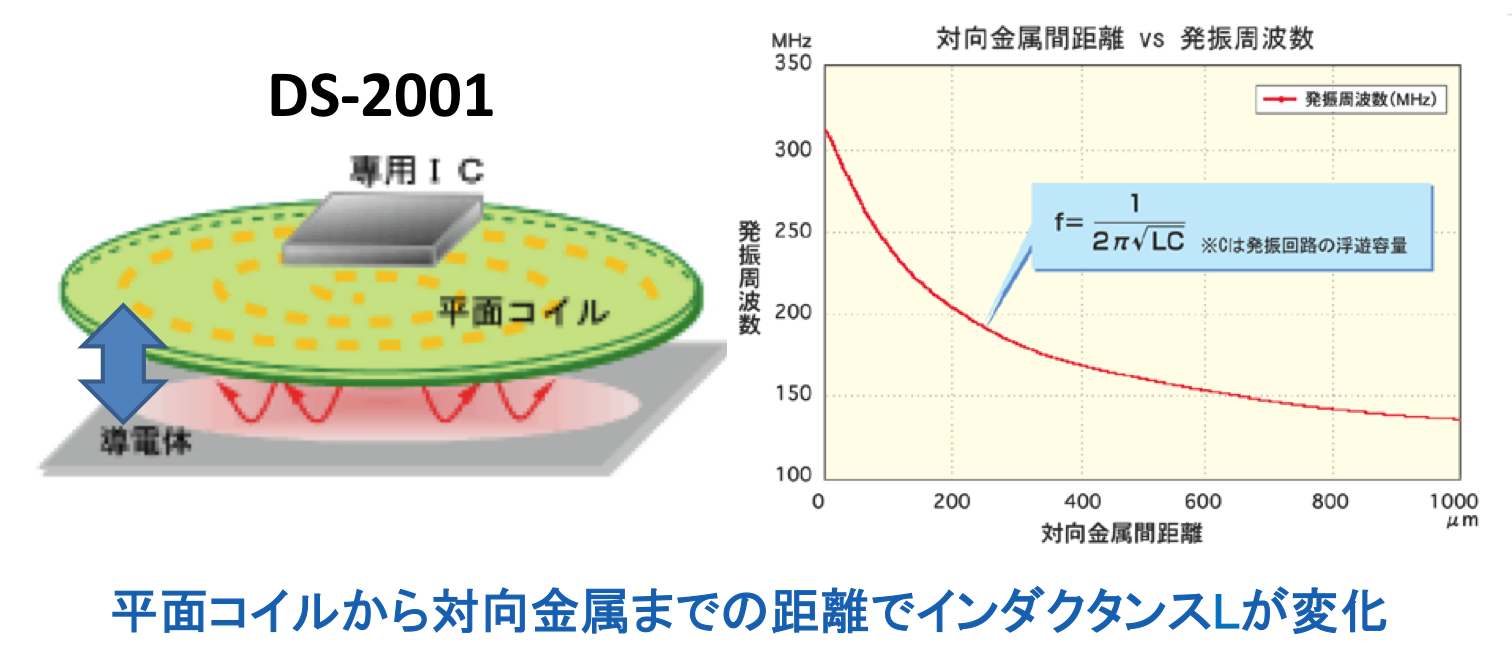 DS-2001
専用IC
平面コイル
導電体
対向金属間距離 vs 発振周波数
MHz
350
300
250
200
150
100
発振周波数
発振周波数(MHz)
f= 1 / 2π√LC ※Cは発振回路の浮遊容量
0 200 400 600 800 1000
μm
対向金属間距離
平面コイルから対向金属までの距離でインダクタンスLが変化